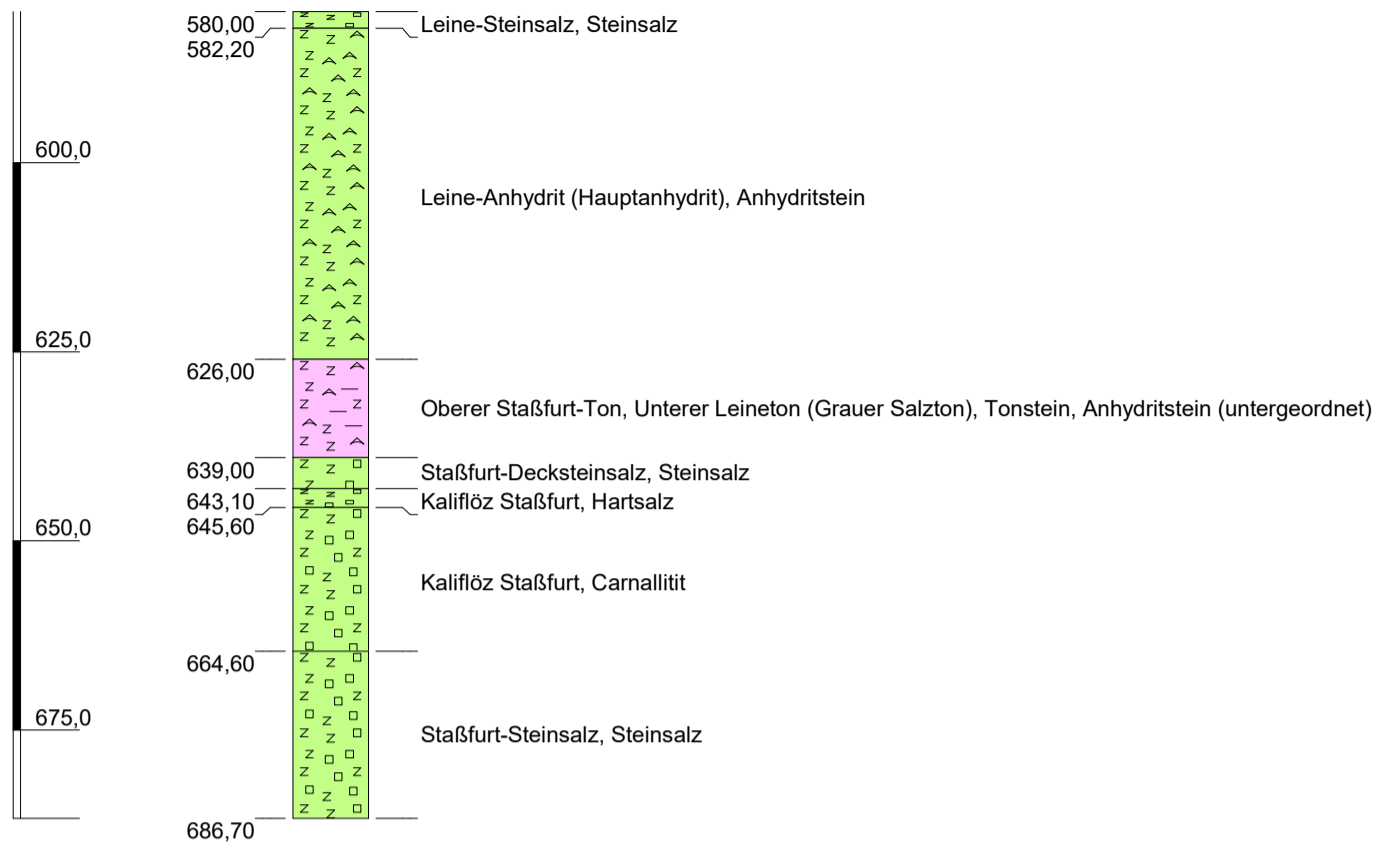 580,00 Leine-Steinsalz, Steinsalz
582,20
600,0
Leine-Anhydrit (Hauptanhydrit), Anhydritstein
625,0
626,00
Oberer Staßfurt-Ton, Unterer Leineton (Grauer Salzton), Tonstein, Anhydritstein (untergeordnet)
639,00 Staßfurt-Decksteinsalz, Steinsalz
643,10 Kaliflöz Staßfurt, Hartsalz
650,0 645,60
Kaliflöz Staßfurt, Carnallitit
664,60
675,0
Staßfurt-Steinsalz, Steinsalz
686,70